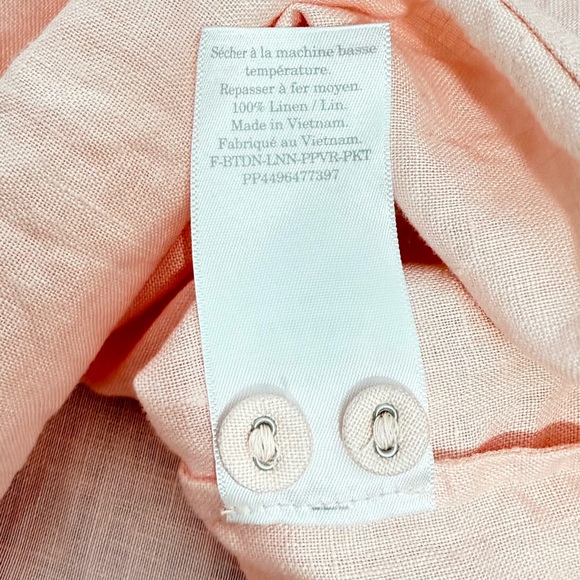 Sécher à la machine basse
température.
Repasser à fer moyen.
100% Linen / Lin.
Made in Vietnam.
Fabriqué au Vietnam.
F-BTDN-LNN-PPVR-PKT
PP4496477397